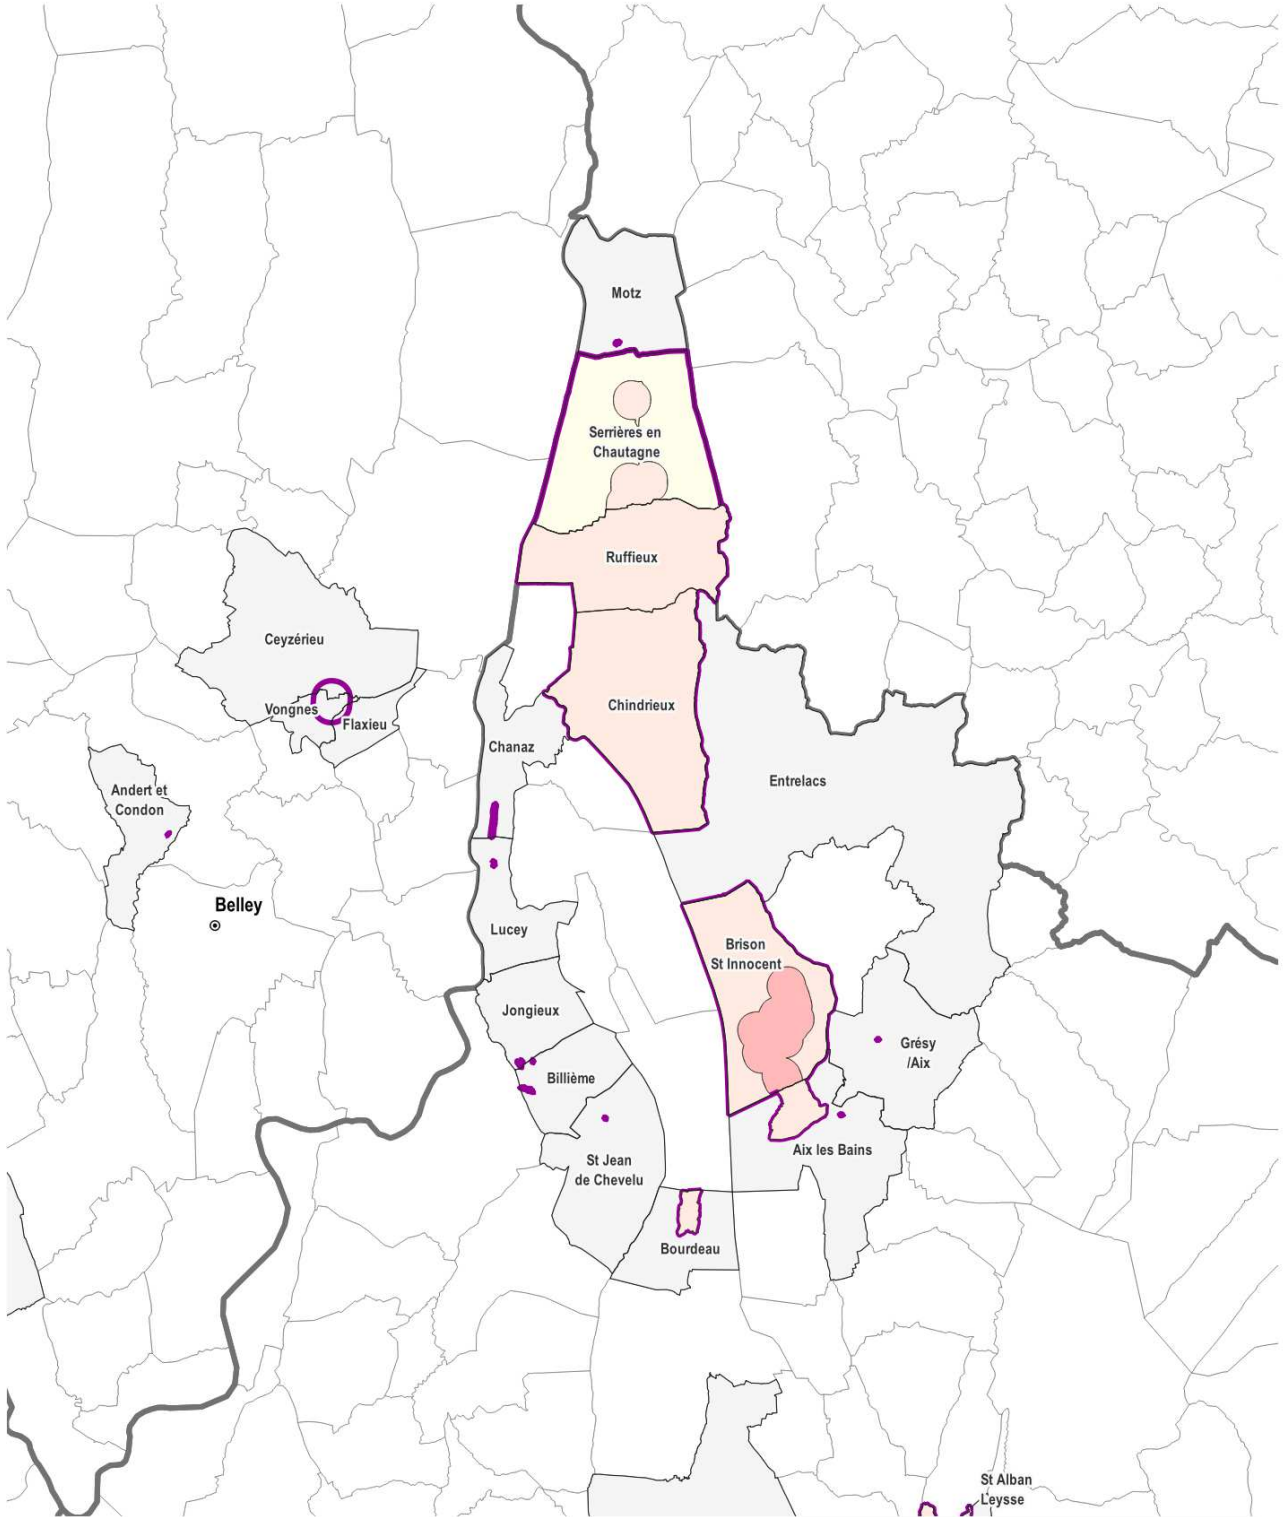 Motz
Serrières en
Chautagne
Ruffieux
Ceyzérieu
Vongnes
Flaxieu
Chindrieux
Chanaz
Andert et
Condon
Entrelacs
Belley
Lucey
Brison
St Innocent
Jongieux
Grésy
/Aix
Billième
Aix les Bains
St Jean
de Chevelu
Bourdeau
St Alban
Leysse